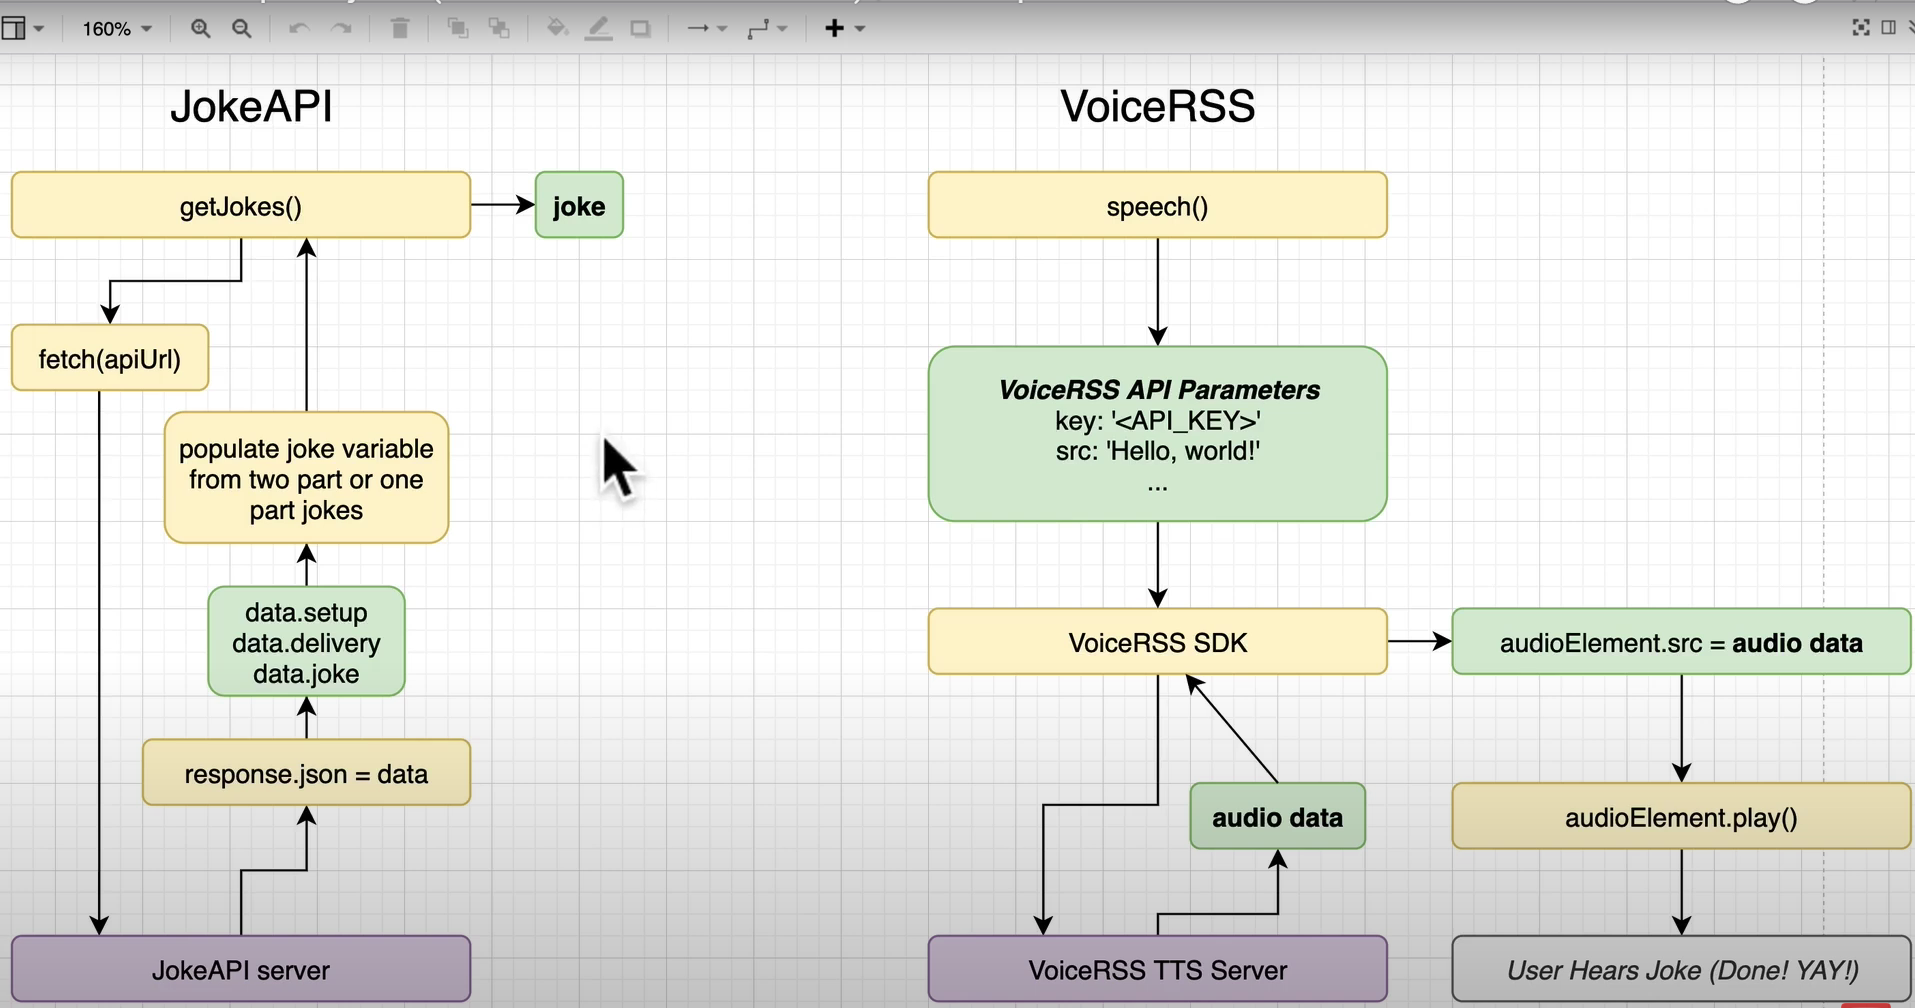 160%
JokeAPI
getJokes()
joke
fetch(apiUrl)
populate joke variable
from two part or one
part jokes
data.setup
data.delivery
data.joke
response.json = data
JokeAPI server
VoiceRSS
speech()
VoiceRSS API Parameters
key: '<API_KEY>'
src: 'Hello, world!'
...
VoiceRSS SDK
audioElement.src = audio data
audio data
audioElement.play()
VoiceRSS TTS Server
User Hears Joke (Done! YAY!)